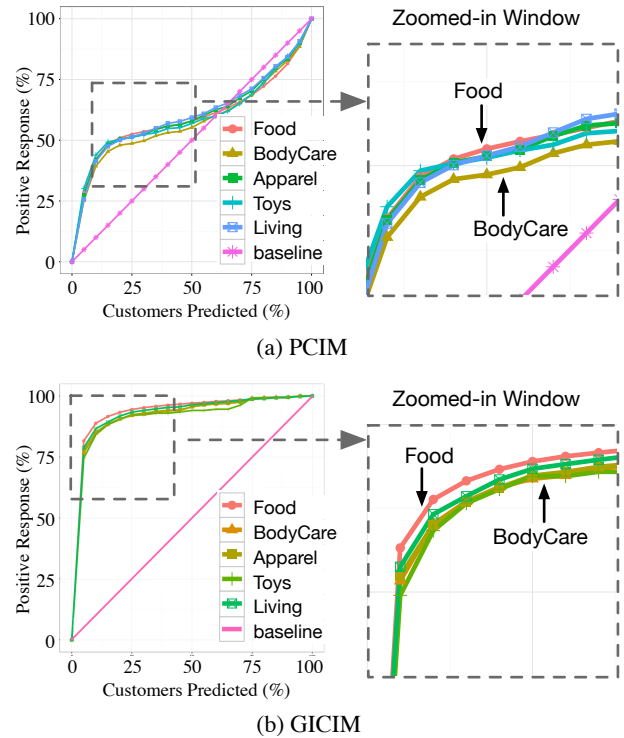 Zoomed-in Window
Positive Response (%)
100
75
50
25
0
Food
BodyCare
Apparel
Toys
Living
baseline
0 25 50 75 100
Customers Predicted (%)
Food
BodyCare
(a) PCIM
Zoomed-in Window
Positive Response (%)
100
75
50
25
0
Food
BodyCare
Apparel
Toys
Living
baseline
0 25 50 75 100
Customers Predicted (%)
Food
BodyCare
(b) GICIM